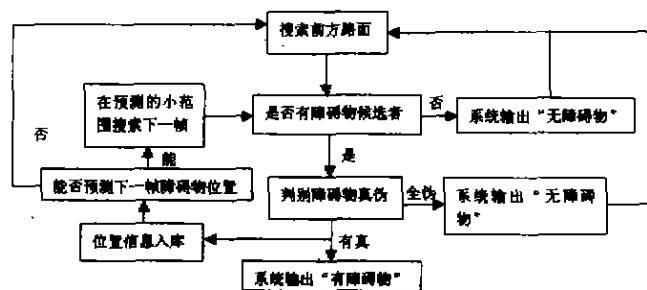 搜索前方路面
在预测的小范
围搜索下一帧
是否有障碍物候选者
否
系统输出“无障碍物”
否
能
是
能否预测下一帧障碍物位置
判别障碍物真伪
全伪
系统输出“无障碍
物”
位置信息入库
有真
系统输出“有障碍物”